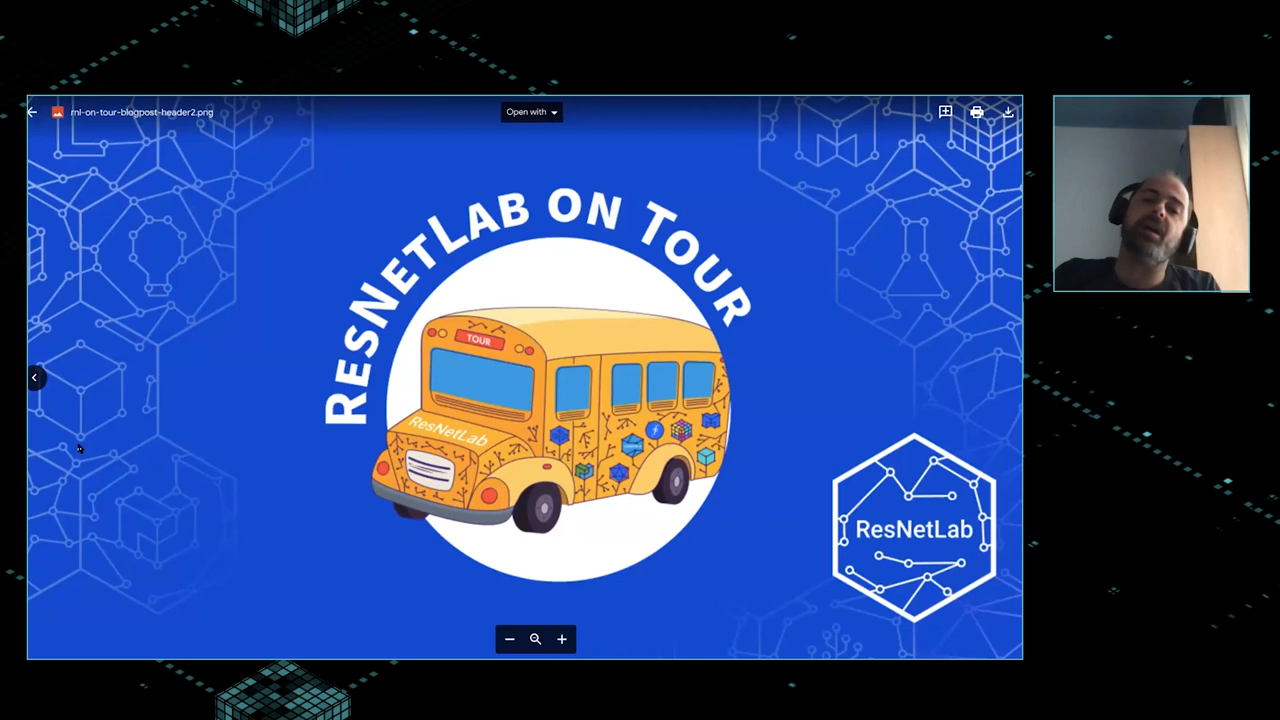 rnl-on-tour-blogpost-header2.png
Open with
RESNETLAB ON TOUR
TOUR
ResNetLab
ResNetLab